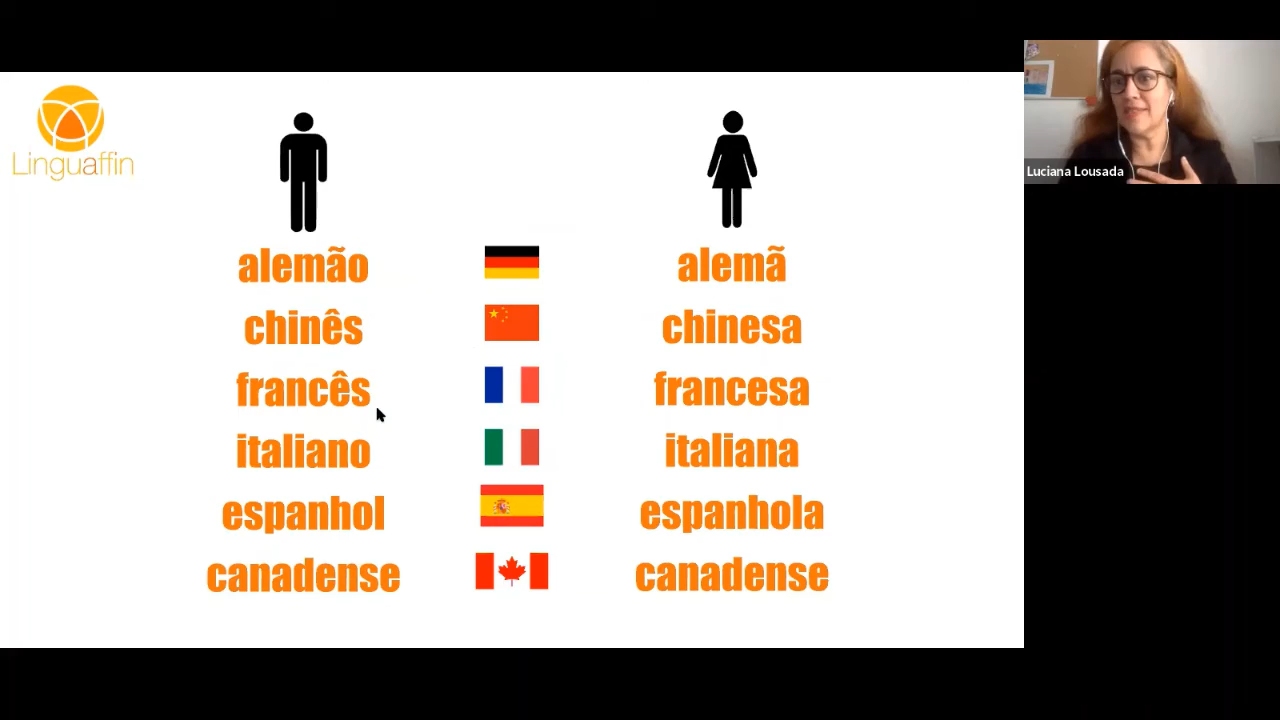 Linguaffin
Luciana Lousada
alemão alemã
chinês chinesa
francês francesa
italiano italiana
espanhol espanhola
canadense canadense